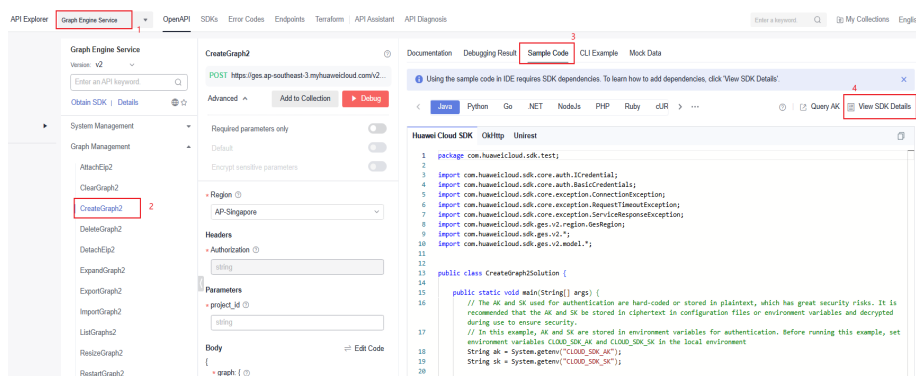 API Explorer
Graph Engine Service
1
OpenAPI
SDKs
Error Codes
Endpoints
Terraform
API Assistant
API Diagnosis
Enter a keyword.
My Collections
Englis
Graph Engine Service
Version: V2
Enter an API keyword.
Obtain SDK | Details
System Management
Graph Management
AttachEip2
ClearGraph2
CreateGraph2
2
DeleteGraph2
DetachEip2
ExpandGraph2
ExportGraph2
ImportGraph2
ListGraphs2
ResizeGraph2
RestartGraph2
CreateGraph2
POST https://ges.ap-southeast-3.myhuaweicloud.com/v2...
Advanced
Add to Collection
Debug
Required parameters only
Default
Encrypt sensitive parameters
* Region
AP-Singapore
Headers
* Authorization
string
Parameters
* project_id
string
Body
Edit Code
{
* graph: {
3
Documentation
Debugging Result
Sample Code
CLI Example
Mock Data
Using the sample code in IDE requires SDK dependencies. To learn how to add dependencies, click 'View SDK Details'.
4
Java
Python
Go
.NET
NodeJs
PHP
Ruby
cUR
Query AK
View SDK Details
Huawei Cloud SDK
OkHttp
Unirest
1 package com.huaweicloud.sdk.test;
2
3 import com.huaweicloud.sdk.core.auth.ICredential;
4 import com.huaweicloud.sdk.core.auth.BasicCredentials;
5 import com.huaweicloud.sdk.core.exception.ConnectionException;
6 import com.huaweicloud.sdk.core.exception.RequestTimeoutException;
7 import com.huaweicloud.sdk.core.exception.ServiceResponseException;
8 import com.huaweicloud.sdk.ges.v2.region.GesRegion;
9 import com.huaweicloud.sdk.ges.v2.*;
10 import com.huaweicloud.sdk.ges.v2.model.*;
11
12
13 public class CreateGraph2Solution {
14
15 public static void main(String[] args) {
16 // The AK and SK used for authentication are hard-coded or stored in plaintext, which has great security risks. It is
recommended that the AK and SK be stored in ciphertext in configuration files or environment variables and decrypted
during use to ensure security.
17 // In this example, AK and SK are stored in environment variables for authentication. Before running this example, set
environment variables CLOUD_SDK_AK and CLOUD_SDK_SK in the local environment
18 String ak = System.getenv("CLOUD_SDK_AK");
19 String sk = System.getenv("CLOUD_SDK_SK");
20